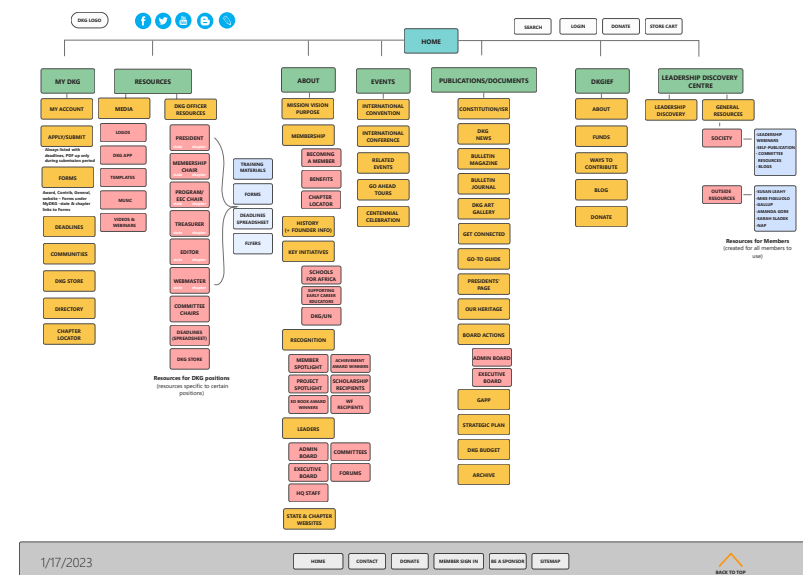 DKG LOGO
SEARCH
LOGIN
DONATE
STORE CART
HOME
MY DKG
RESOURCES
ABOUT
EVENTS
PUBLICATIONS/DOCUMENTS
DKGIEF
LEADERSHIP DISCOVERY
CENTRE
MY ACCOUNT
APPLY/SUBMIT
Always listed with
deadlines, PDF up only
during submission period
FORMS
Award, Contrib, General,
website - Forms under
MyDKG -state & chapter
links to Forms
DEADLINES
COMMUNITIES
DKG STORE
DIRECTORY
CHAPTER
LOCATOR
MEDIA
LOGOS
DKG APP
TEMPLATES
MUSIC
VIDEOS &
WEBINARS
DKG OFFICER
RESOURCES
PRESIDENT
MEMBERSHIP
CHAIR
PROGRAM/
EEC CHAIR
TREASURER
EDITOR
WEBMASTER
COMMITTEE
CHAIRS
DEADLINES
(SPREADSHEET)
DKG STORE
Resources for DKG positions
(resources specific to certain
positions)
TRAINING
MATERIALS
FORMS
DEADLINES
SPREADSHEET
FLYERS
MISSION VISION
PURPOSE
MEMBERSHIP
BECOMING
A MEMBER
BENEFITS
CHAPTER
LOCATOR
HISTORY
(+ FOUNDER INFO)
KEY INITIATIVES
SCHOOLS
FOR AFRICA
SUPPORTING
EARLY CAREER
EDUCATORS
DKG/UN
RECOGNITION
MEMBER
SPOTLIGHT
ACHIEVEMENT
AWARD WINNERS
PROJECT
SPOTLIGHT
SCHOLARSHIP
RECIPIENTS
ED BOOK AWARD
WINNERS
WF
RECIPIENTS
LEADERS
ADMIN
BOARD
COMMITTEES
EXECUTIVE
BOARD
FORUMS
HQ STAFF
STATE & CHAPTER
WEBSITES
INTERNATIONAL
CONVENTION
INTERNATIONAL
CONFERENCE
RELATED
EVENTS
GO AHEAD
TOURS
CENTENNIAL
CELEBRATION
CONSTITUTION/ISR
DKG
NEWS
BULLETIN
MAGAZINE
BULLETIN
JOURNAL
DKG ART
GALLERY
GET CONNECTED
GO-TO GUIDE
PRESIDENTS'
PAGE
OUR HERITAGE
BOARD ACTIONS
ADMIN BOARD
EXECUTIVE
BOARD
GAPP
STRATEGIC PLAN
DKG BUDGET
ARCHIVE
ABOUT
FUNDS
WAYS TO
CONTRIBUTE
BLOG
DONATE
LEADERSHIP
DISCOVERY
GENERAL
RESOURCES
SOCIETY
-LEADERSHIP
WEBINARS
-SELF-PUBLICATION
- COMMITTEE
RESOURCES
- BLOGS
OUTSIDE
RESOURCES
-SUSAN LEAHY
-GALLUP
-AMANDA GORE
-SARAH SLADEK
-NAP
Resources for Members
(created for all members to
use)
1/17/2023
HOME
CONTACT
DONATE
MEMBER SIGN IN
BE A SPONSOR
SITEMAP
BACK TO TOP